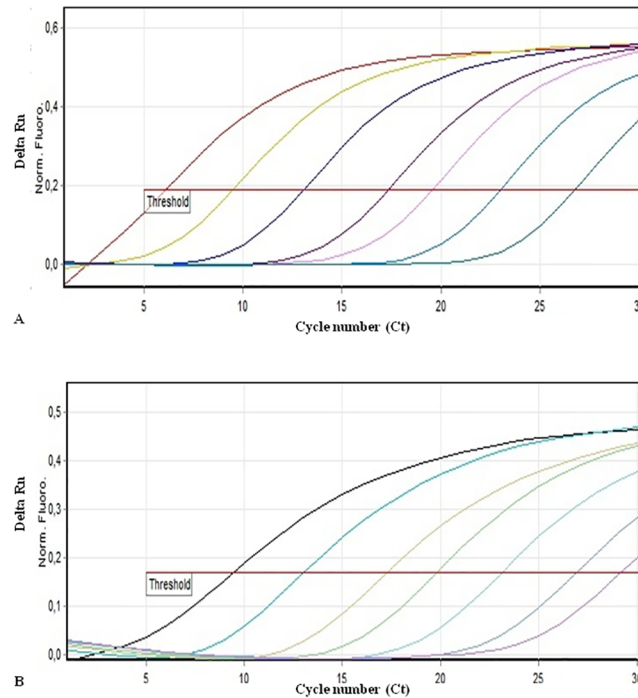 Delta Rn
Norm. Fluoro.
0,6
0,4
0,2
0,0
Threshold
5 10 15 20 25 3
Cycle number (Ct)
A
Delta Rn
Norm. Fluoro.
0,5
0,4
0,3
0,2
0,1
0,0
Threshold
5 10 15 20 25 3
Cycle number (Ct)
B